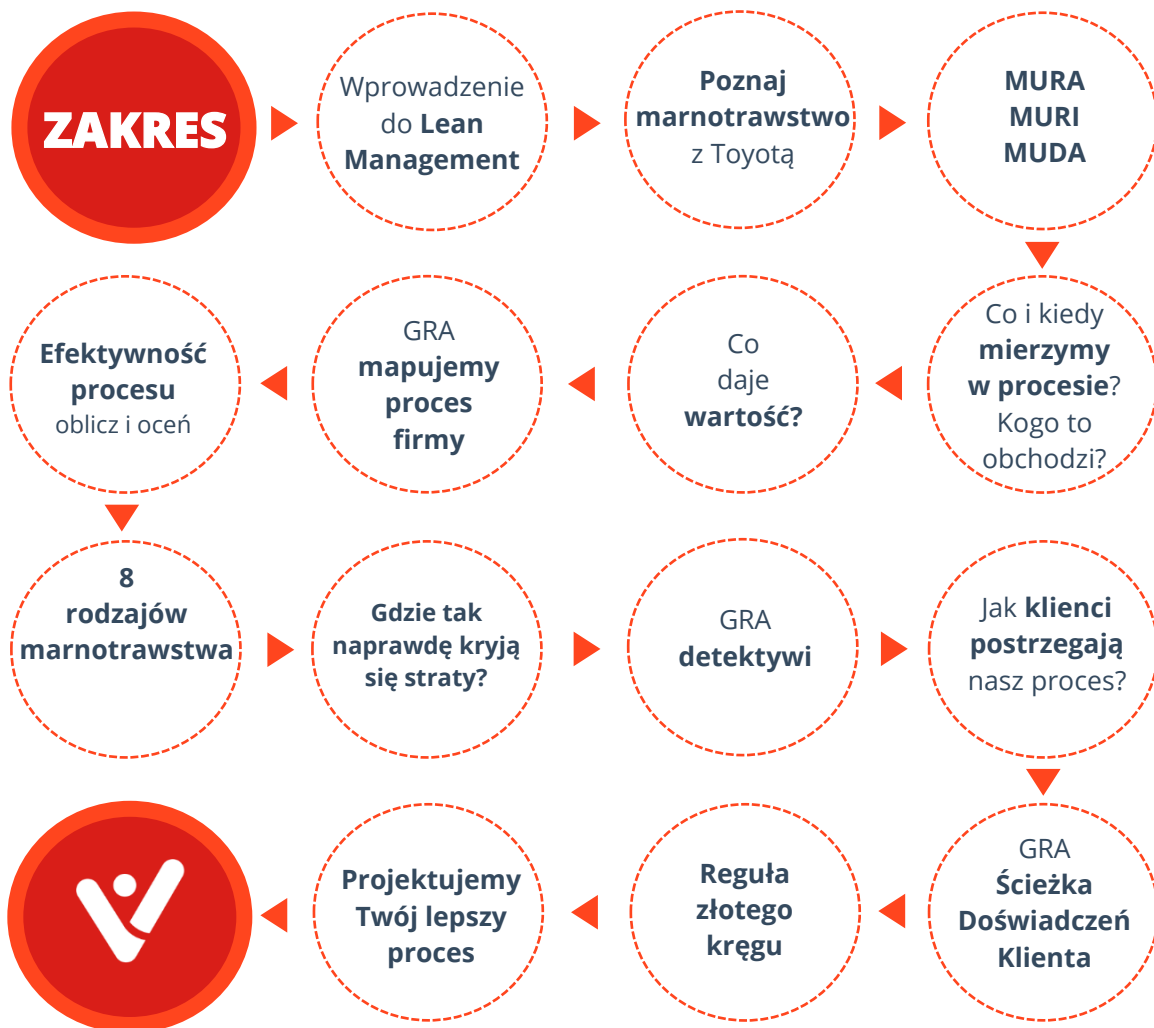 ZAKRES
Wprowadzenie
do Lean
Management
Poznaj
marnotrawstwo
z Toyotą
MURA
MURI
MUDA
Co i kiedy
mierzymy
w procesie?
Kogo to
obchodzi?
Co
daje
wartość?
GRA
mapujemy
proces
firmy
Efektywność
procesu
oblicz i oceń
8
rodzajów
marnotrawstwa
Gdzie tak
naprawdę kryją
się straty?
GRA
detektywi
Jak klienci
postrzegają
nasz proces?
GRA
Ścieżka
Doświadczeń
Klienta
Reguła
złotego
kręgu
Projektujemy
Twój lepszy
proces